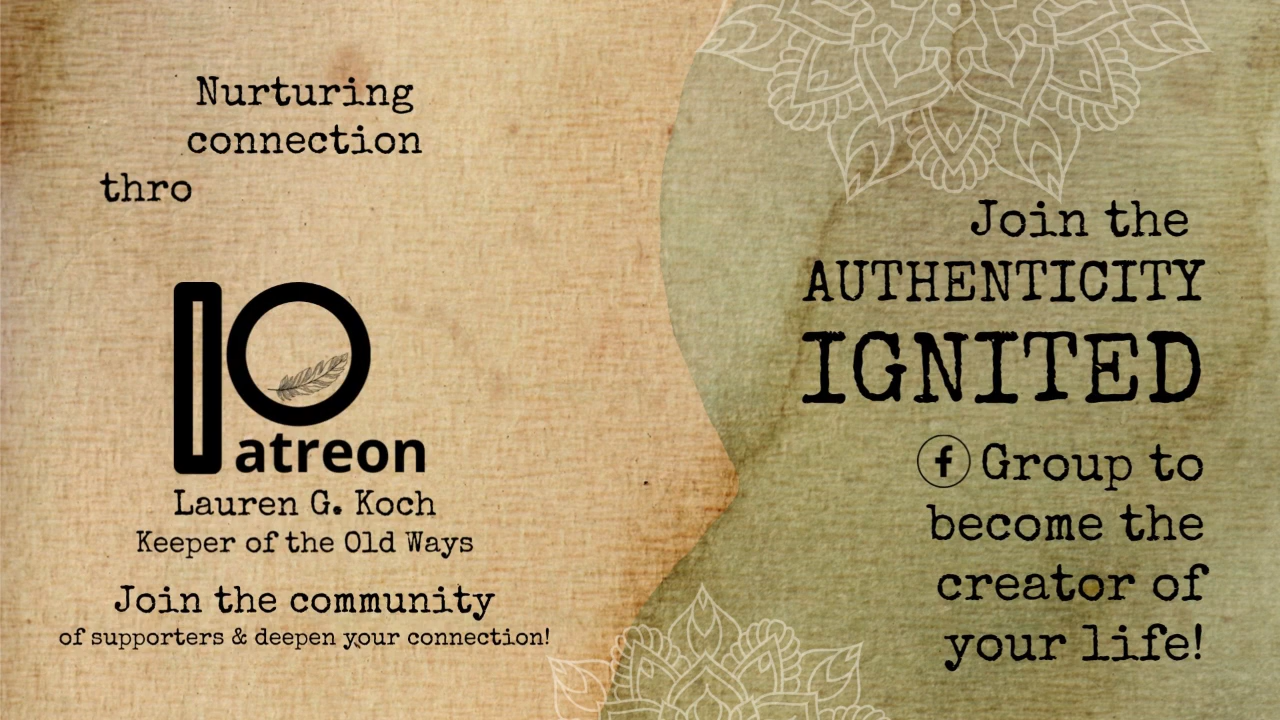 Nurturing
connection
thro
Patreon
Lauren G. Koch
Keeper of the Old Ways
Join the community
of supporters & deepen your connection!
Join the
AUTHENTICITY
IGNITED
f Group to
become the
creator of
your life!